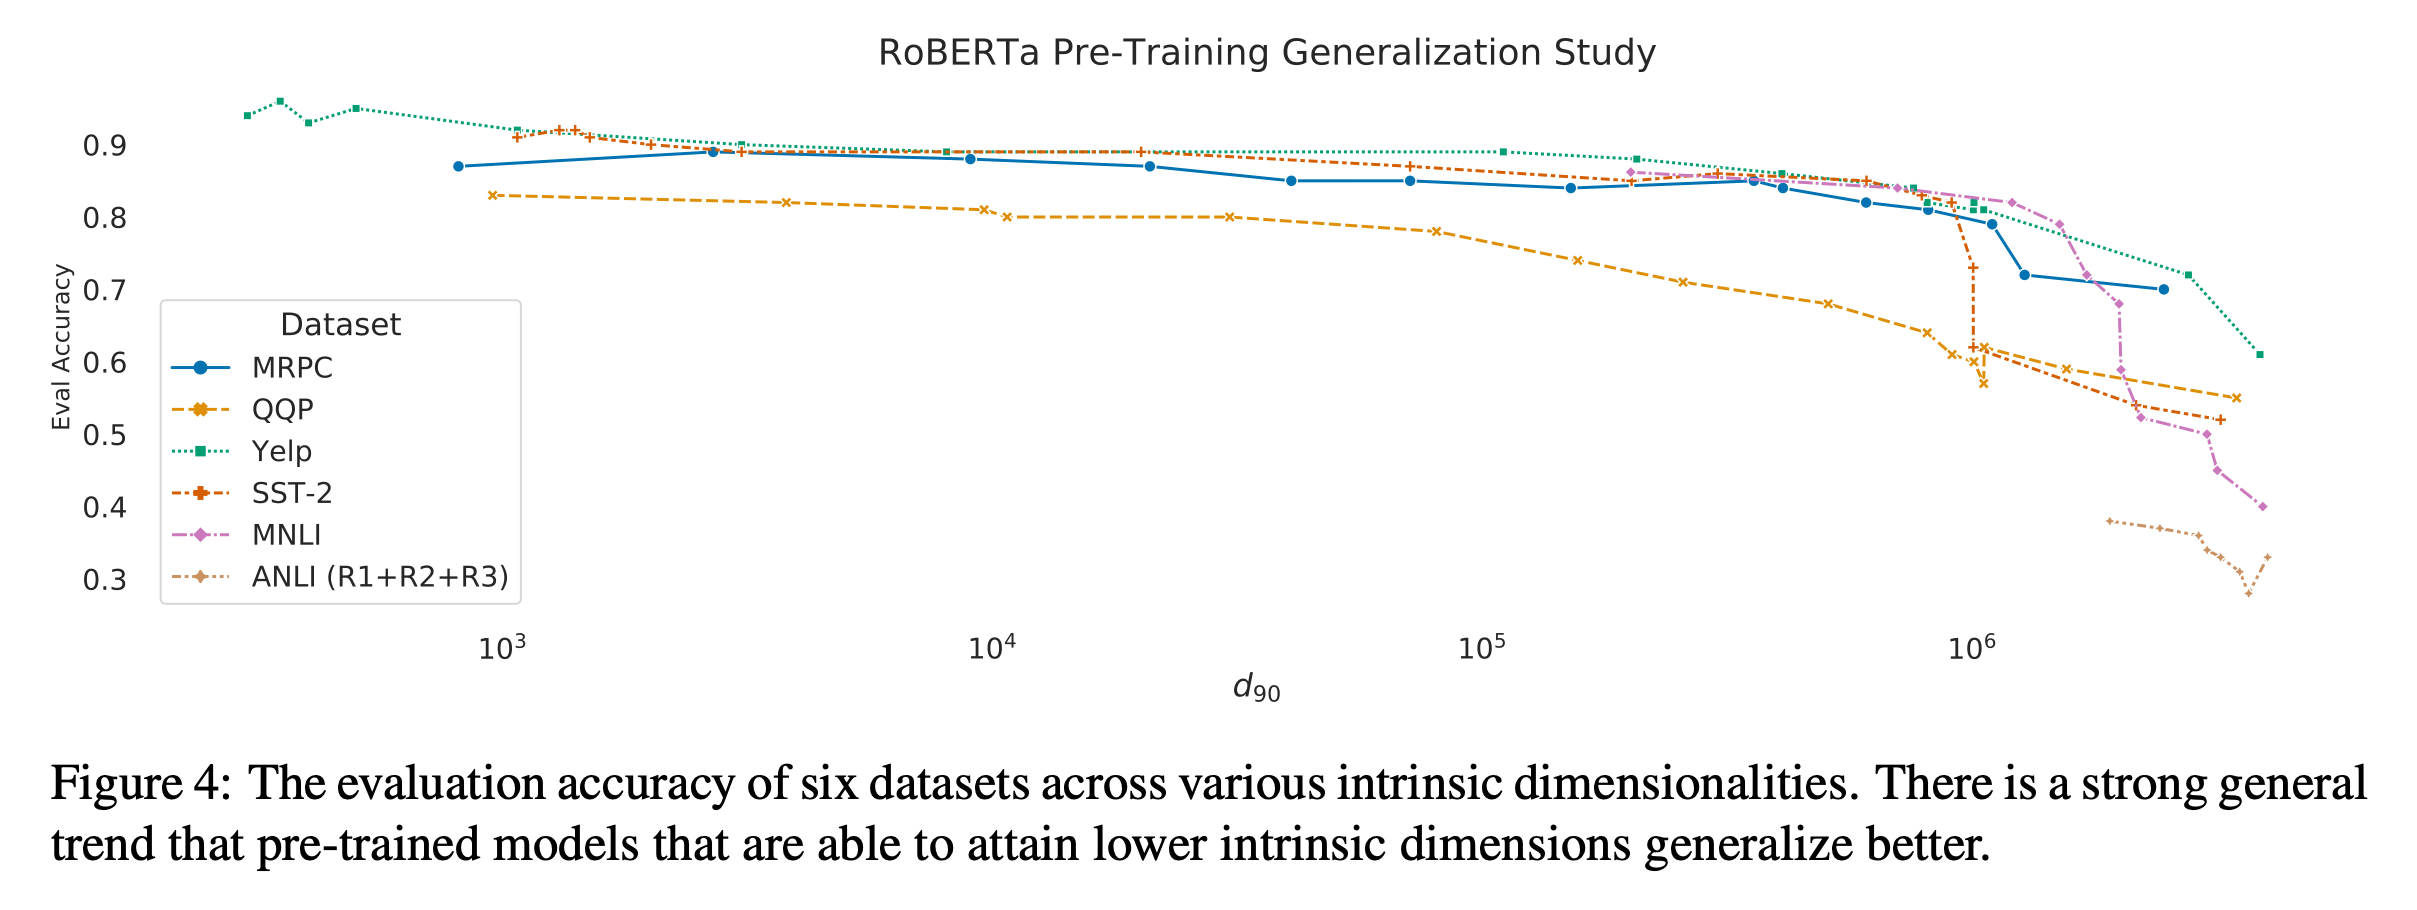 RoBERTa Pre-Training Generalization Study
0.9
0.8
0.7
0.6
0.5
0.4
0.3
Eval Accuracy
Dataset
MRPC
QQP
Yelp
SST-2
MNLI
ANLI (R1+R2+R3)
10³ 10⁴ 10⁵ 10⁶
d₉₀
Figure 4: The evaluation accuracy of six datasets across various intrinsic dimensionalities. There is a strong general
trend that pre-trained models that are able to attain lower intrinsic dimensions generalize better.